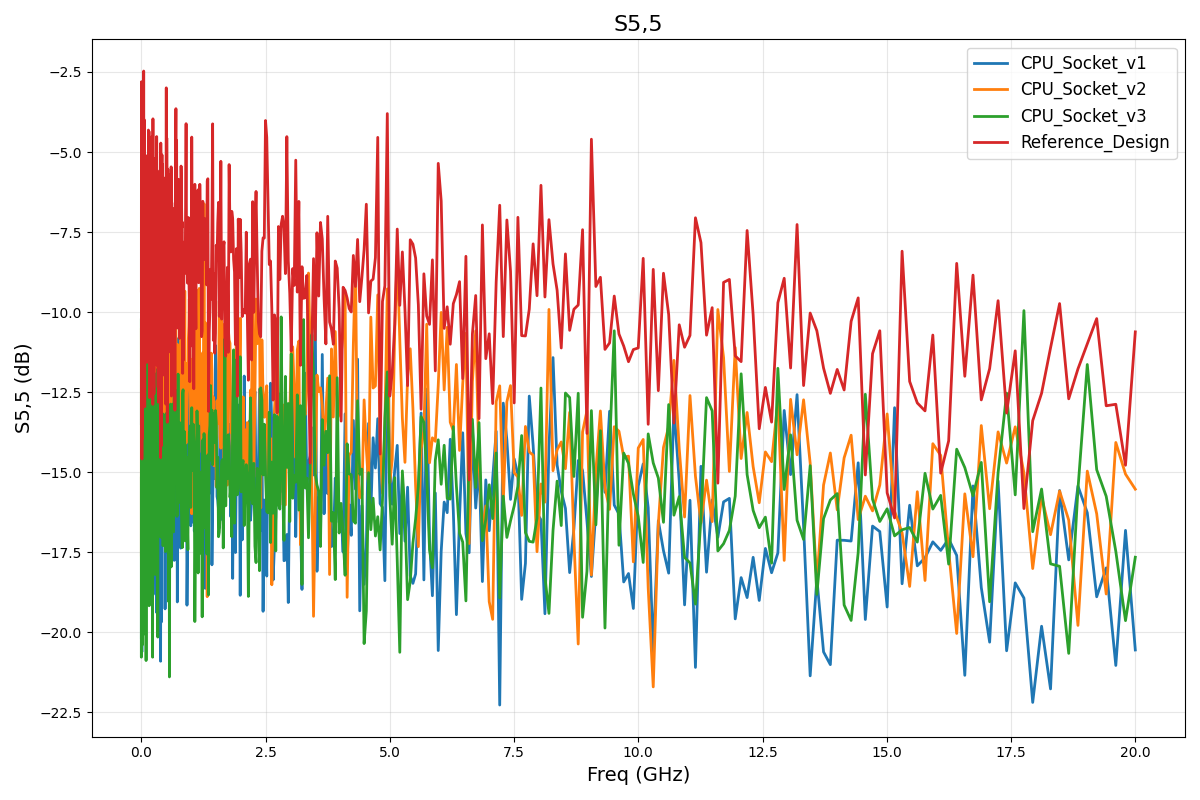 S5,5
CPU_Socket_v1
CPU_Socket_v2
CPU_Socket_v3
Reference_Design
S5,5 (dB)
−2.5
−5.0
−7.5
−10.0
−12.5
−15.0
−17.5
−20.0
−22.5
0.0 2.5 5.0 7.5 10.0 12.5 15.0 17.5 20.0
Freq (GHz)